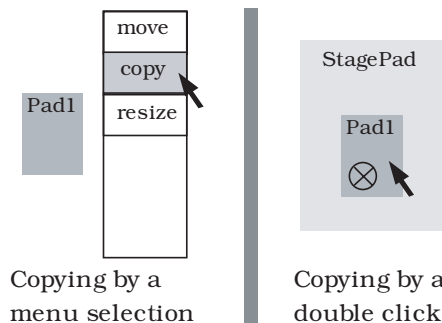 move
copy
Pad1
resize
Copying by a
menu selection
StagePad
Pad1
Copying by a
double click